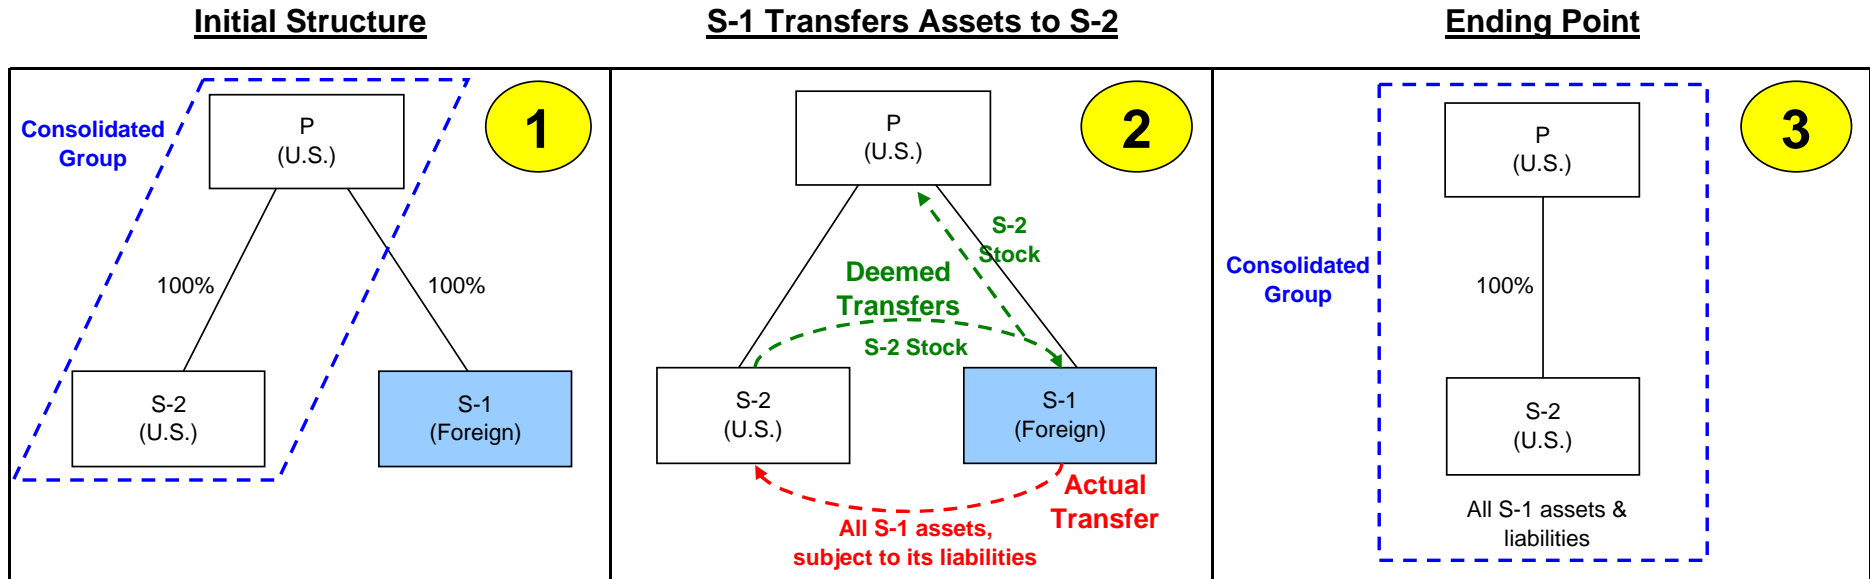 Initial Structure
S-1 Transfers Assets to S-2
Ending Point
Consolidated
Group
P
(U.S.)
1
100%
100%
S-2
(U.S.)
S-1
(Foreign)
P
(U.S.)
2
S-2
Stock
Deemed
Transfers
S-2 Stock
S-2
(U.S.)
S-1
(Foreign)
Actual
Transfer
All S-1 assets,
subject to its liabilities
P
(U.S.)
3
Consolidated
Group
100%
S-2
(U.S.)
All S-1 assets &
liabilities